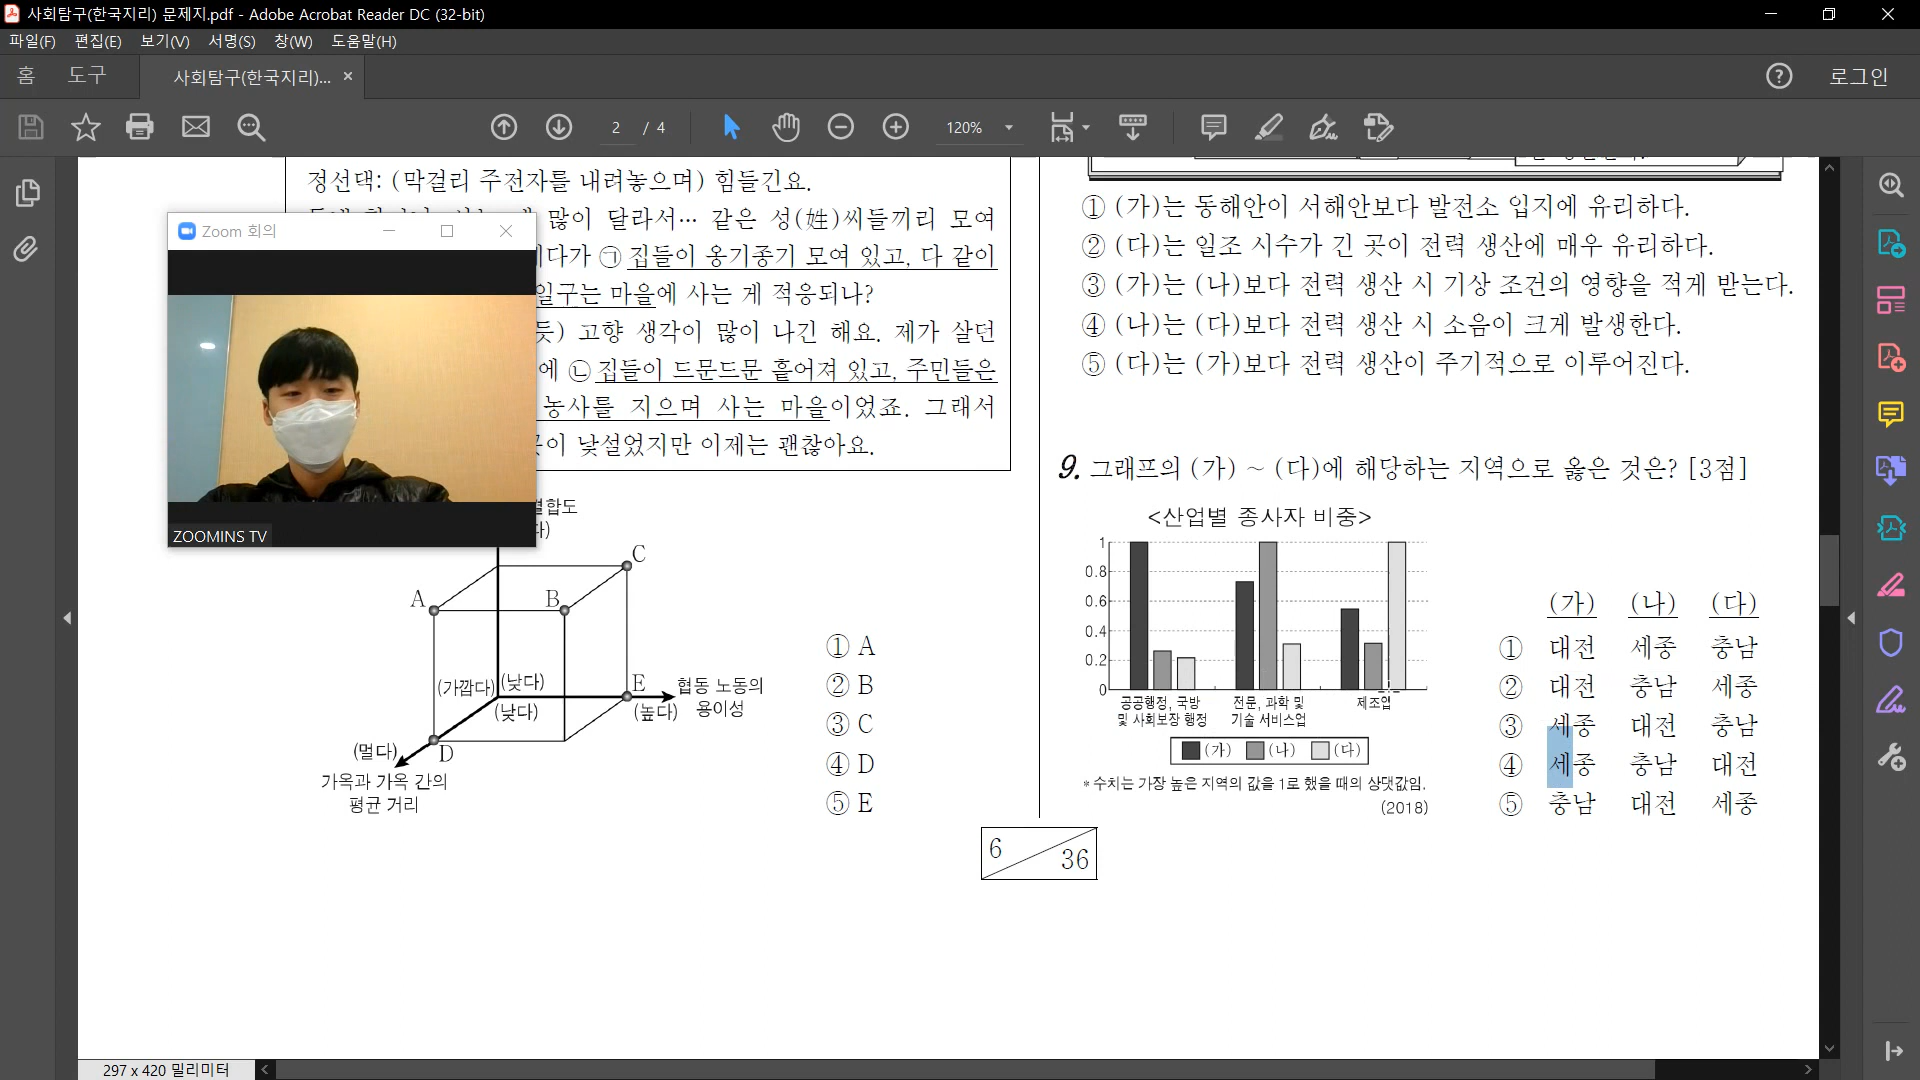 사회탐구(한국지리) 문제지.pdf - Adobe Acrobat Reader DC (32-bit)
파일(F) 편집(E) 보기(V) 서명(S) 창(W) 도움말(H)
홈 도구 사회탐구(한국지리)... × 로그인
2 / 4 120%
정선댁: (막걸리 주전자를 내려놓으며) 힘들긴요.
많이 달라서… 같은 성(姓)씨들끼리 모여
㉠ 집들이 옹기종기 모여 있고, 다 같이
일구는 마을에 사는 게 적응되나?
듯) 고향 생각이 많이 나긴 해요. 제가 살던
에 ㉡ 집들이 드문드문 흩어져 있고, 주민들은
농사를 지으며 사는 마을이었죠. 그래서
곳이 낯설었지만 이제는 괜찮아요.
Zoom 회의
ZOOMINS TV
결합도
C
A
B
(가깝다)
(낮다)
(낮다)
E
(높다)
협동 노동의
용이성
(멀다)
D
가옥과 가옥 간의
평균 거리
① A
② B
③ C
④ D
⑤ E
① (가)는 동해안이 서해안보다 발전소 입지에 유리하다.
② (다)는 일조 시수가 긴 곳이 전력 생산에 매우 유리하다.
③ (가)는 (나)보다 전력 생산 시 기상 조건의 영향을 적게 받는다.
④ (나)는 (다)보다 전력 생산 시 소음이 크게 발생한다.
⑤ (다)는 (가)보다 전력 생산이 주기적으로 이루어진다.
9. 그래프의 (가) ~ (다)에 해당하는 지역으로 옳은 것은? [3점]
<산업별 종사자 비중>
1
0.8
0.6
0.4
0.2
0
공공행정, 국방
및 사회보장 행정
전문, 과학 및
기술 서비스업
제조업
(가) (나) (다)
* 수치는 가장 높은 지역의 값을 1로 했을 때의 상댓값임.
(2018)
(가) (나) (다)
① 대전 세종 충남
② 대전 충남 세종
③ 세종 대전 충남
④ 세종 충남 대전
⑤ 충남 대전 세종
6 36
297 x 420 밀리미터